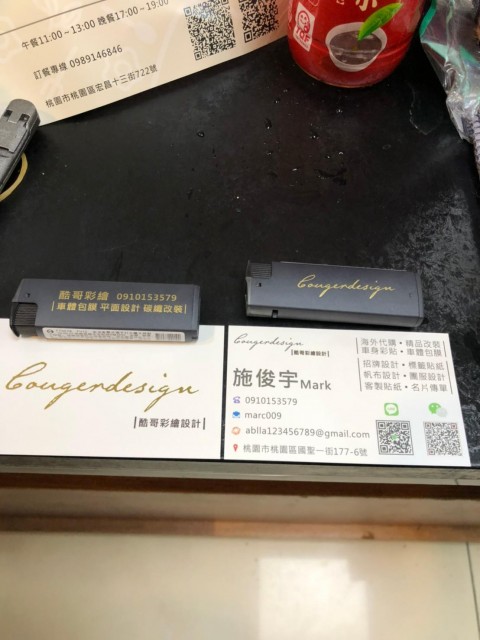 午餐11:00~13:00 晚餐17:00~19:00
訂餐專線 0989146846
桃園市桃園區宏昌十三街722號
酷哥彩繪 0910153579
車體包膜 平面設計 碳纖改裝
Cougerdesign
Cougerdesign
酷哥彩繪設計
Cougerdesign
酷哥彩繪設計
海外代購·精品改裝
車身彩貼·車體包膜
招牌設計·標籤貼紙
帆布設計·團服設計
客製貼紙·名片傳單
施俊宇Mark
0910153579
marc009
ablla123456789@gmail.com
桃園市桃園區國聖一街177-6號